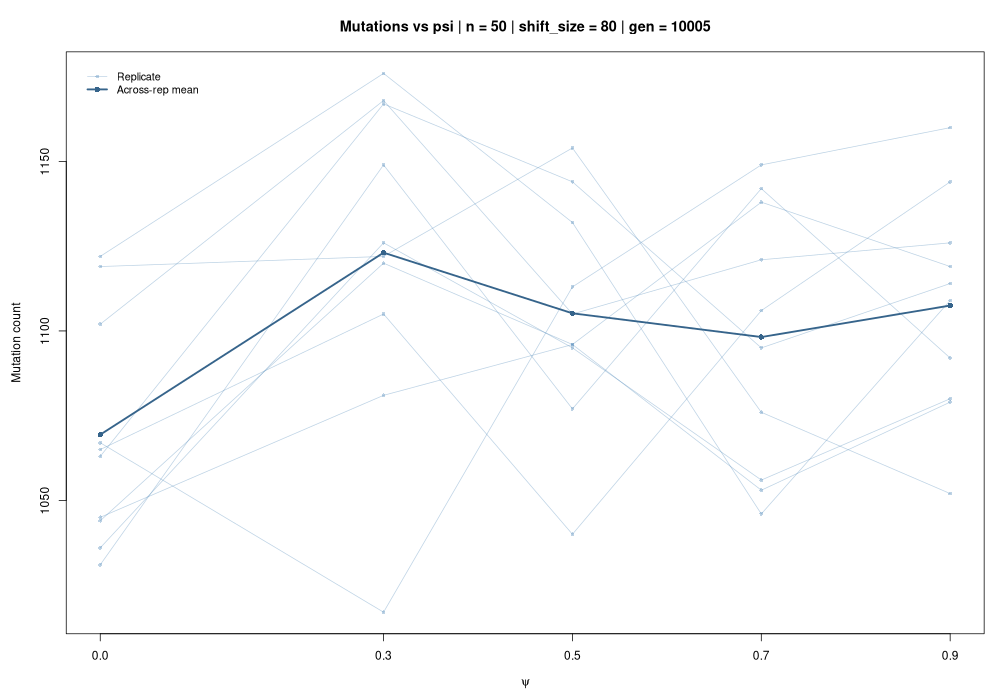 Mutations vs psi | n = 50 | shift_size = 80 | gen = 10005
Replicate
Across-rep mean
Mutation count
1150
1100
1050
0.0 0.3 0.5 0.7 0.9
ψ